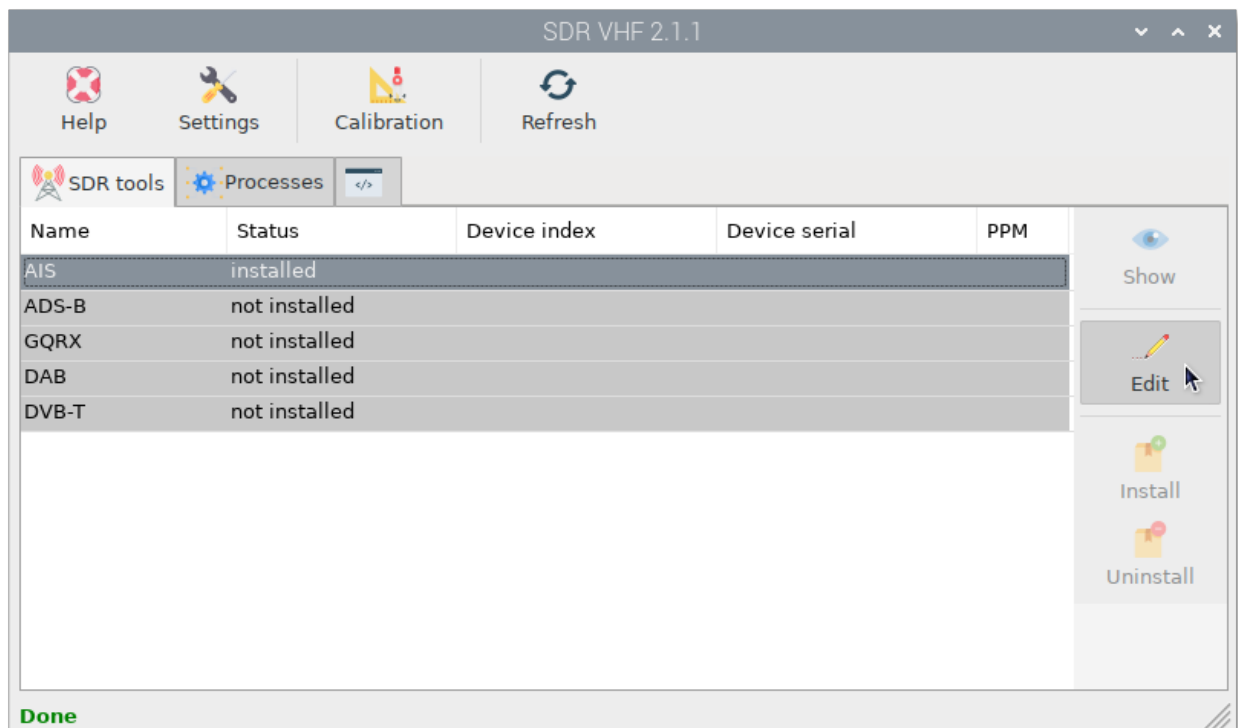 SDR VHF 2.1.1
Help Settings Calibration Refresh
SDR tools Processes </>
Name Status Device index Device serial PPM
AIS installed
ADS-B not installed
GQRX not installed
DAB not installed
DVB-T not installed
Show
Edit
Install
Uninstall
Done